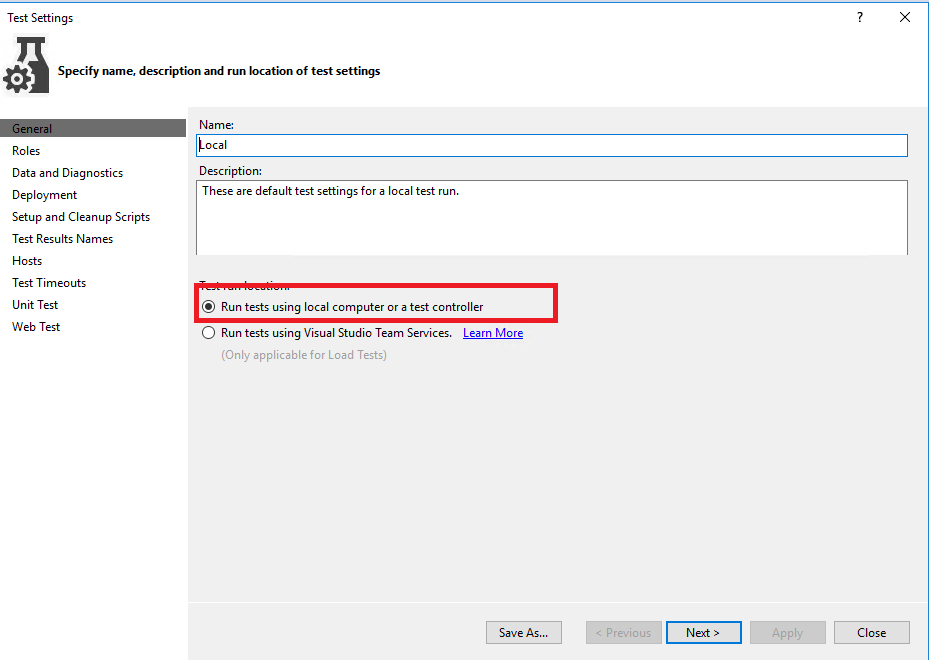 Test Settings
?
Specify name, description and run location of test settings
General
Roles
Data and Diagnostics
Deployment
Setup and Cleanup Scripts
Test Results Names
Hosts
Test Timeouts
Unit Test
Web Test
Name:
Local
Description:
These are default test settings for a local test run.
Test run location:
Run tests using local computer or a test controller
Run tests using Visual Studio Team Services. Learn More
(Only applicable for Load Tests)
Save As... < Previous Next > Apply Close